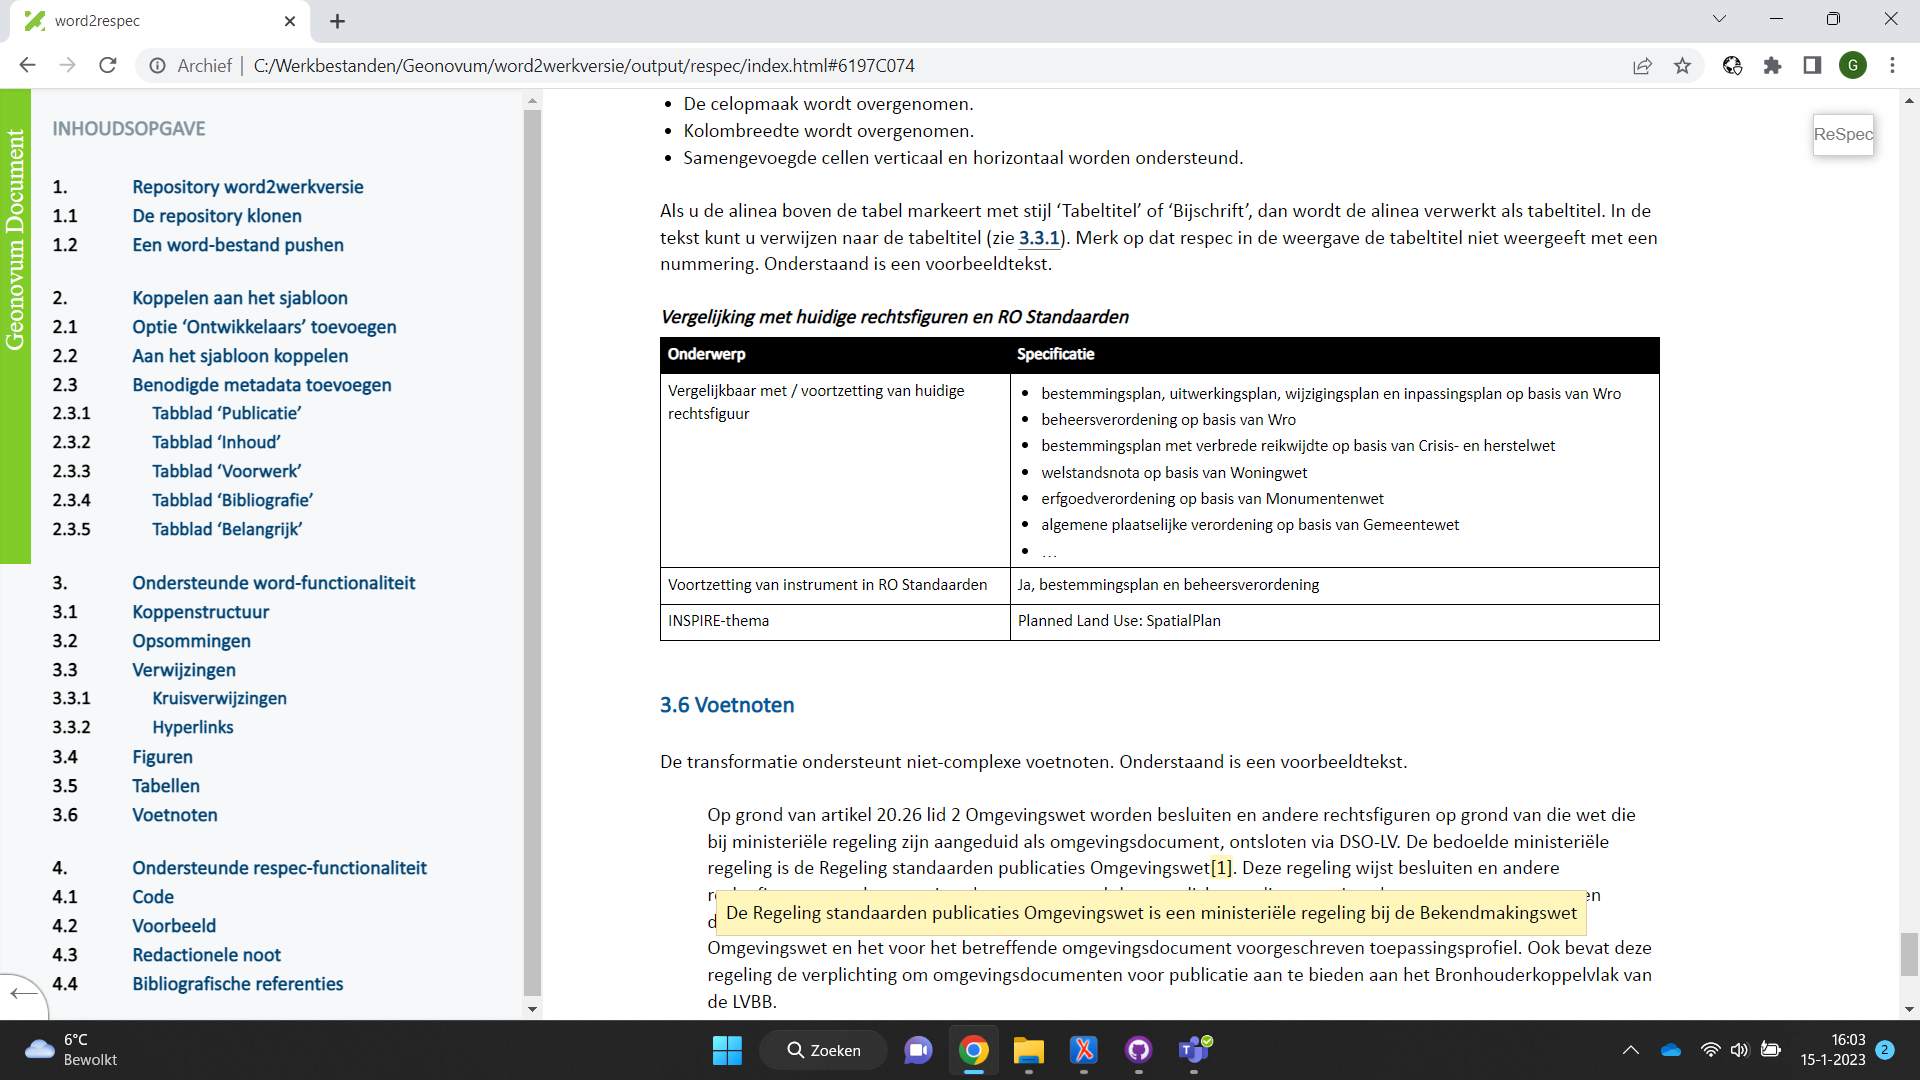 word2respec
Archief
C:/Werkbestanden/Geonovum/word2werkversie/output/respec/index.html#6197C074
G
Geonovum Document
INHOUDSOPGAVE
1. Repository word2werkversie
1.1 De repository klonen
1.2 Een word-bestand pushen
2. Koppelen aan het sjabloon
2.1 Optie ‘Ontwikkelaars’ toevoegen
2.2 Aan het sjabloon koppelen
2.3 Benodigde metadata toevoegen
2.3.1 Tabblad ‘Publicatie’
2.3.2 Tabblad ‘Inhoud’
2.3.3 Tabblad ‘Voorwerk’
2.3.4 Tabblad ‘Bibliografie’
2.3.5 Tabblad ‘Belangrijk’
3. Ondersteunde word-functionaliteit
3.1 Koppenstructuur
3.2 Opsommingen
3.3 Verwijzingen
3.3.1 Kruisverwijzingen
3.3.2 Hyperlinks
3.4 Figuren
3.5 Tabellen
3.6 Voetnoten
4. Ondersteunde respec-functionaliteit
4.1 Code
4.2 Voorbeeld
4.3 Redactionele noot
4.4 Bibliografische referenties
ReSpec
• De celopmaak wordt overgenomen.
• Kolombreedte wordt overgenomen.
• Samengevoegde cellen verticaal en horizontaal worden ondersteund.
Als u de alinea boven de tabel markeert met stijl ‘Tabeltitel’ of ‘Bijschrift’, dan wordt de alinea verwerkt als tabeltitel. In de
tekst kunt u verwijzen naar de tabeltitel (zie 3.3.1). Merk op dat respec in de weergave de tabeltitel niet weergeeft met een
nummering. Onderstaand is een voorbeeldtekst.
Vergelijking met huidige rechtsfiguren en RO Standaarden
Onderwerp Specificatie
Vergelijkbaar met / voortzetting van huidige
rechtsfiguur
• bestemmingsplan, uitwerkingsplan, wijzigingsplan en inpassingsplan op basis van Wro
• beheersverordening op basis van Wro
• bestemmingsplan met verbrede reikwijdte op basis van Crisis- en herstelwet
• welstandsnota op basis van Woningwet
• erfgoedverordening op basis van Monumentenwet
• algemene plaatselijke verordening op basis van Gemeentewet
• …
Voortzetting van instrument in RO Standaarden Ja, bestemmingsplan en beheersverordening
INSPIRE-thema Planned Land Use: SpatialPlan
3.6 Voetnoten
De transformatie ondersteunt niet-complexe voetnoten. Onderstaand is een voorbeeldtekst.
Op grond van artikel 20.26 lid 2 Omgevingswet worden besluiten en andere rechtsfiguren op grond van die wet die
bij ministeriële regeling zijn aangeduid als omgevingsdocument, ontsloten via DSO-LV. De bedoelde ministeriële
regeling is de Regeling standaarden publicaties Omgevingswet[1]. Deze regeling wijst besluiten en andere
De Regeling standaarden publicaties Omgevingswet is een ministeriële regeling bij de Bekendmakingswet
Omgevingswet en het voor het betreffende omgevingsdocument voorgeschreven toepassingsprofiel. Ook bevat deze
regeling de verplichting om omgevingsdocumenten voor publicatie aan te bieden aan het Bronhouderkoppelvlak van
de LVBB.
6°C
Bewolkt
Zoeken
16:03
15-1-2023
2